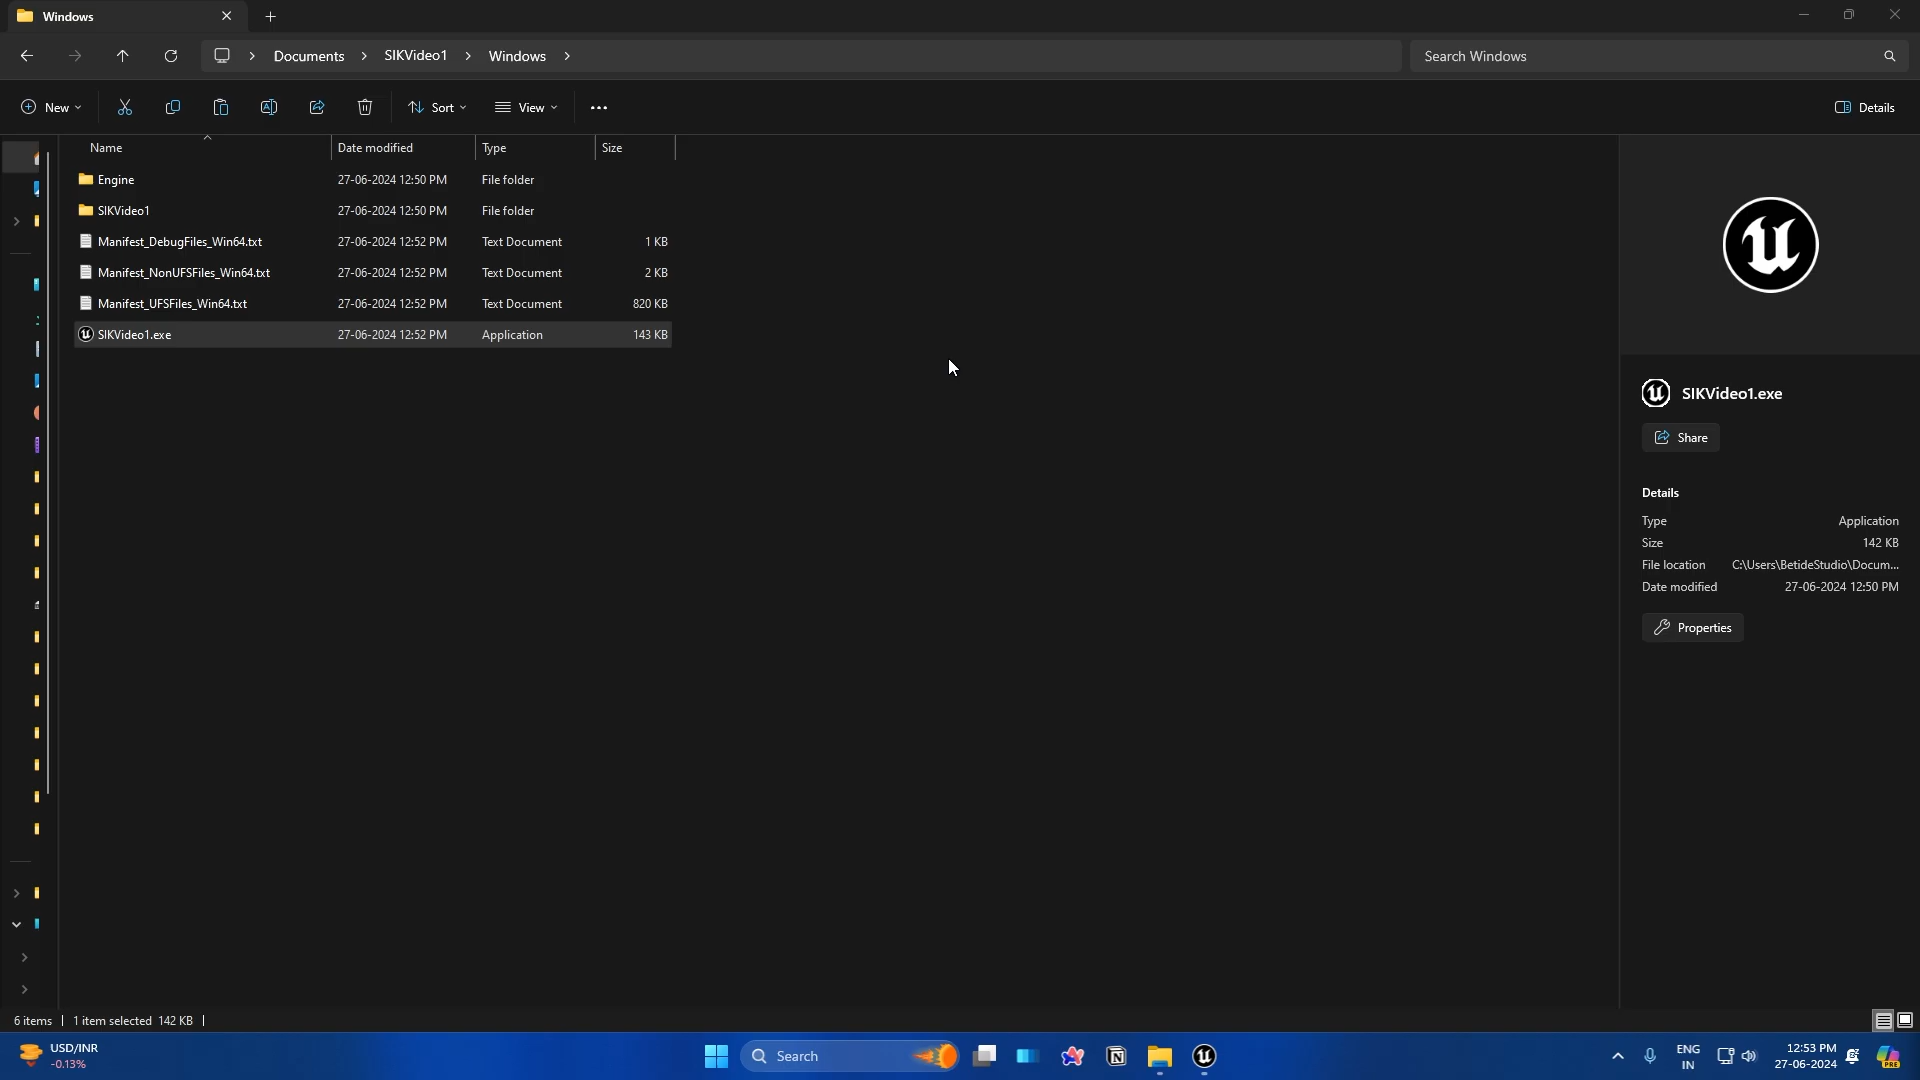 Windows
Documents > SIKVideo1 > Windows >
Search Windows
New
Sort
View
Details
Name Date modified Type Size
Engine 27-06-2024 12:50 PM File folder
SIKVideo1 27-06-2024 12:50 PM File folder
Manifest_DebugFiles_Win64.txt 27-06-2024 12:52 PM Text Document 1 KB
Manifest_NonUFSFiles_Win64.txt 27-06-2024 12:52 PM Text Document 2 KB
Manifest_UFSFiles_Win64.txt 27-06-2024 12:52 PM Text Document 820 KB
SIKVideo1.exe 27-06-2024 12:52 PM Application 143 KB
SIKVideo1.exe
Share
Details
Type Application
Size 142 KB
File location C:\Users\BetideStudio\Docum...
Date modified 27-06-2024 12:50 PM
Properties
6 items | 1 item selected 142 KB |
USD/INR
-0.13%
Search
ENG
IN
12:53 PM
27-06-2024
PRE